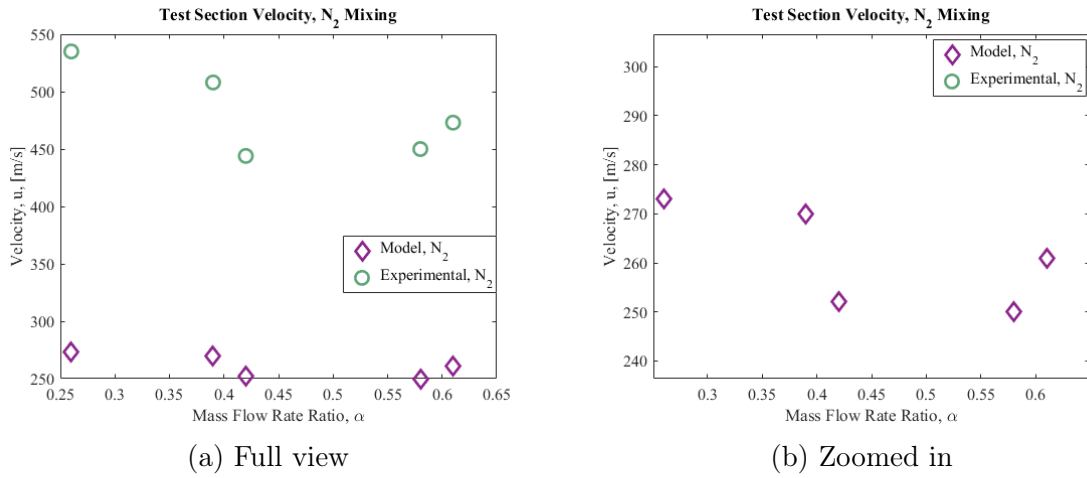 Test Section Velocity, N₂ Mixing
550
500
450
400
350
300
250
Velocity, u, [m/s]
Model, N₂
Experimental, N₂
0.25 0.3 0.35 0.4 0.45 0.5 0.55 0.6 0.65
Mass Flow Rate Ratio, α
(a) Full view
Test Section Velocity, N₂ Mixing
300
290
280
270
260
250
240
Velocity, u, [m/s]
Model, N₂
Experimental, N₂
0.3 0.35 0.4 0.45 0.5 0.55 0.6
Mass Flow Rate Ratio, α
(b) Zoomed in